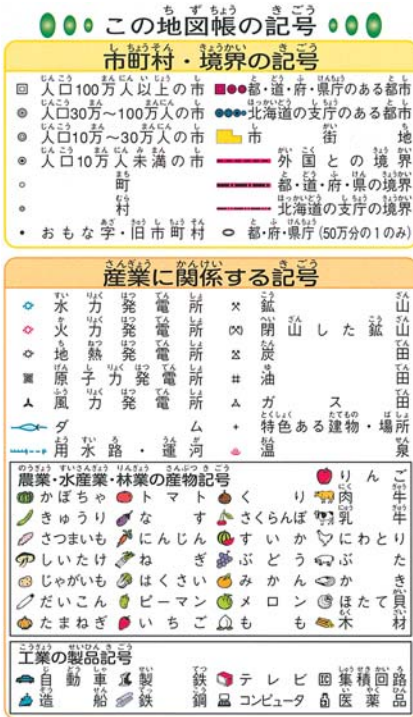 この地図帳の記号
市町村・境界の記号
人口100万人以上の市 都・道・府・県庁のある都市
人口30万~100万人の市 北海道の支庁のある都市
人口10万~30万人の市 市街地
人口10万人未満の市 外国との境界
町 都・道・府・県の境界
村 北海道の支庁の境界
おもな字・旧市町村 都・府・県庁(50万分の1のみ)
産業に関係する記号
水力発電所 鉱山
火力発電所 閉山した鉱山
地熱発電所 炭田
原子力発電所 油田
風力発電所 ガス田
ダム 特色ある建物・場所
用水路・運河 温泉
農業・水産業・林業の産物記号 りんご
かぼちゃ トマト くり 肉牛
きゅうり なす さくらんぼ 乳牛
さつまいも にんじん すいか にわとり
しいたけ ねぎ ぶどう ぶた
じゃがいも はくさい みかん かき
だいこん ピーマン メロン ほたて貝
たまねぎ いちご もも 木材
工業の製品記号
自動車 製鉄 テレビ 集積回路
造船 鉄鋼 コンピュータ 医薬品